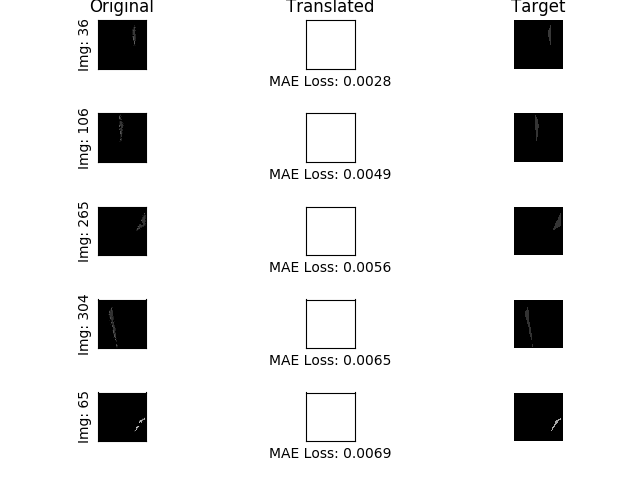 Original Translated Target
Img: 36
MAE Loss: 0.0028
Img: 106
MAE Loss: 0.0049
Img: 265
MAE Loss: 0.0056
Img: 304
MAE Loss: 0.0065
Img: 65
MAE Loss: 0.0069